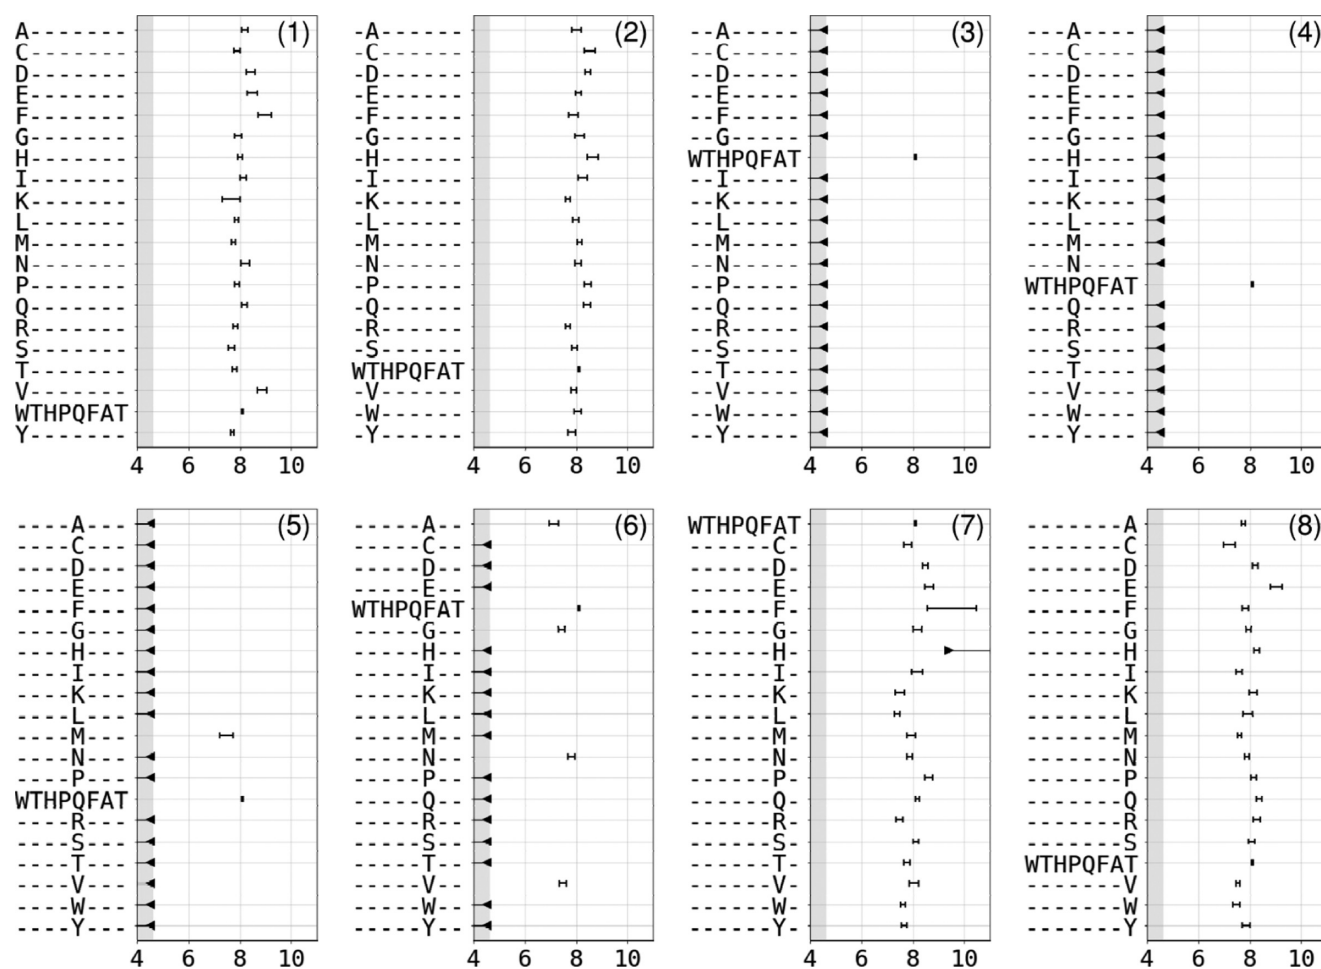 (1)
A-------
C-------
D-------
E-------
F-------
G-------
H-------
I-------
K-------
L-------
M-------
N-------
P-------
Q-------
R-------
S-------
T-------
V-------
WTHPQFAT
Y-------
4 6 8 10
(2)
-A------
-C------
-D------
-E------
-F------
-G------
-H------
-I------
-K------
-L------
-M------
-N------
-P------
-Q------
-R------
-S------
WTHPQFAT
-V------
-W------
-Y------
4 6 8 10
(3)
--A-----
--C-----
--D-----
--E-----
--F-----
--G-----
WTHPQFAT
--I-----
--K-----
--L-----
--M-----
--N-----
--P-----
--Q-----
--R-----
--S-----
--T-----
--V-----
--W-----
--Y-----
4 6 8 10
(4)
---A----
---C----
---D----
---E----
---F----
---G----
---H----
---I----
---K----
---L----
---M----
---N----
WTHPQFAT
---Q----
---R----
---S----
---T----
---V----
---W----
---Y----
4 6 8 10
(5)
----A---
----C---
----D---
----E---
----F---
----G---
----H---
----I---
----K---
----L---
----M---
----N---
----P---
WTHPQFAT
----R---
----S---
----T---
----V---
----W---
----Y---
4 6 8 10
(6)
-----A--
-----C--
-----D--
-----E--
WTHPQFAT
-----G--
-----H--
-----I--
-----K--
-----L--
-----M--
-----N--
-----P--
-----Q--
-----R--
-----S--
-----T--
-----V--
-----W--
-----Y--
4 6 8 10
(7)
WTHPQFAT
------C-
------D-
------E-
------F-
------G-
------H-
------I-
------K-
------L-
------M-
------N-
------P-
------Q-
------R-
------S-
------T-
------V-
------W-
------Y-
4 6 8 10
(8)
-------A
-------C
-------D
-------E
-------F
-------G
-------H
-------I
-------K
-------L
-------M
-------N
-------P
-------Q
-------R
-------S
WTHPQFAT
-------V
-------W
-------Y
4 6 8 10